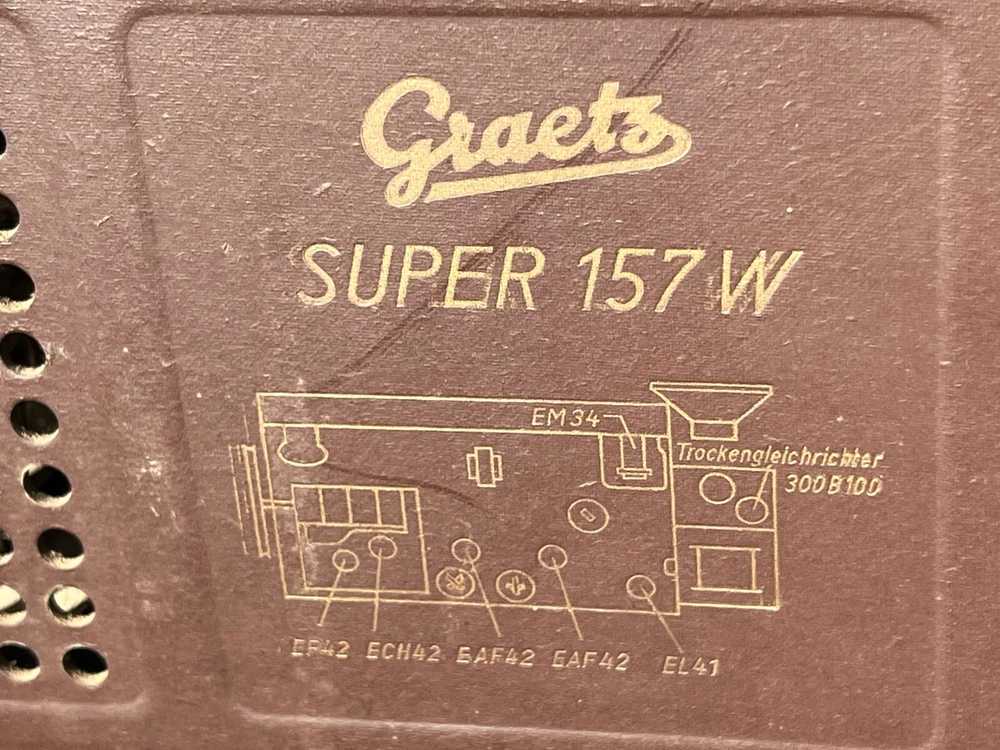 Graetz
SUPER 157 W
EM34
Trockengleichrichter
300B100
EF42 ECH42 EAF42 EAF42 EL41